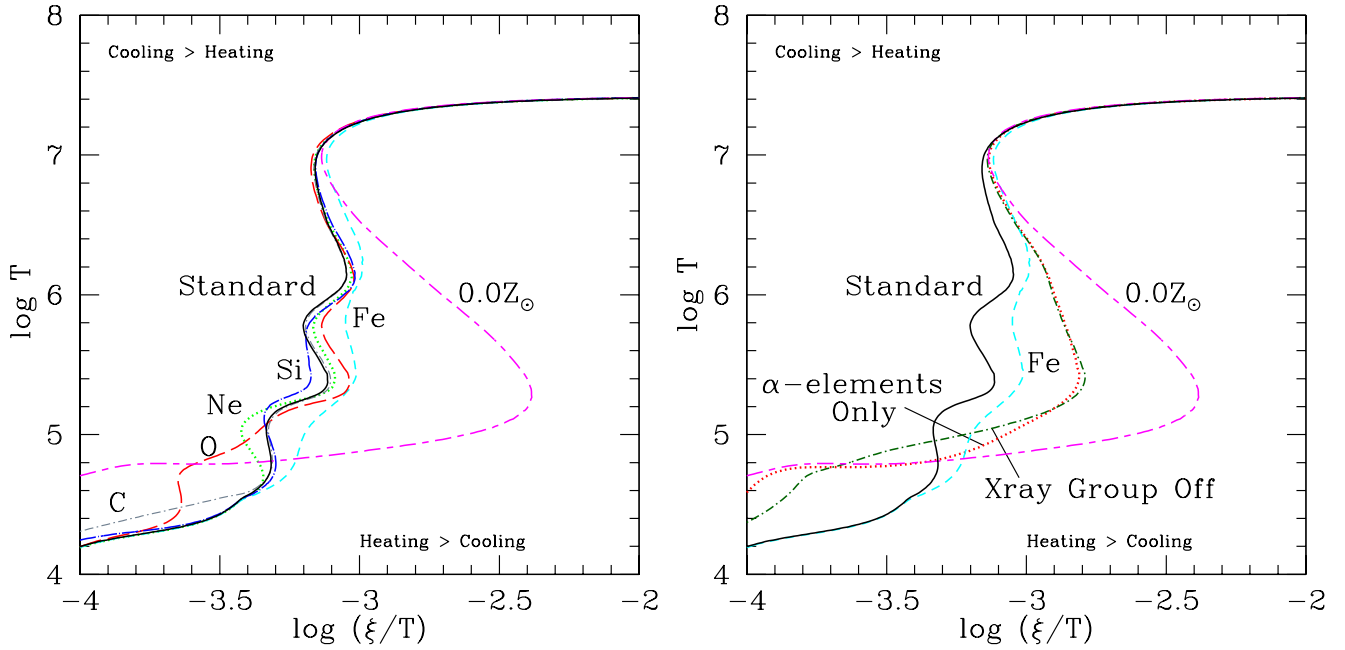 8
7
6
5
4
log T
Cooling > Heating
Standard
0.0Z⊙
Fe
Si
Ne
O
C
Heating > Cooling
−4 −3.5 −3 −2.5 −2
log (ξ/T)
8
7
6
5
4
log T
Cooling > Heating
Standard
0.0Z⊙
Fe
α−elements
Only
Xray Group Off
Heating > Cooling
−4 −3.5 −3 −2.5 −2
log (ξ/T)